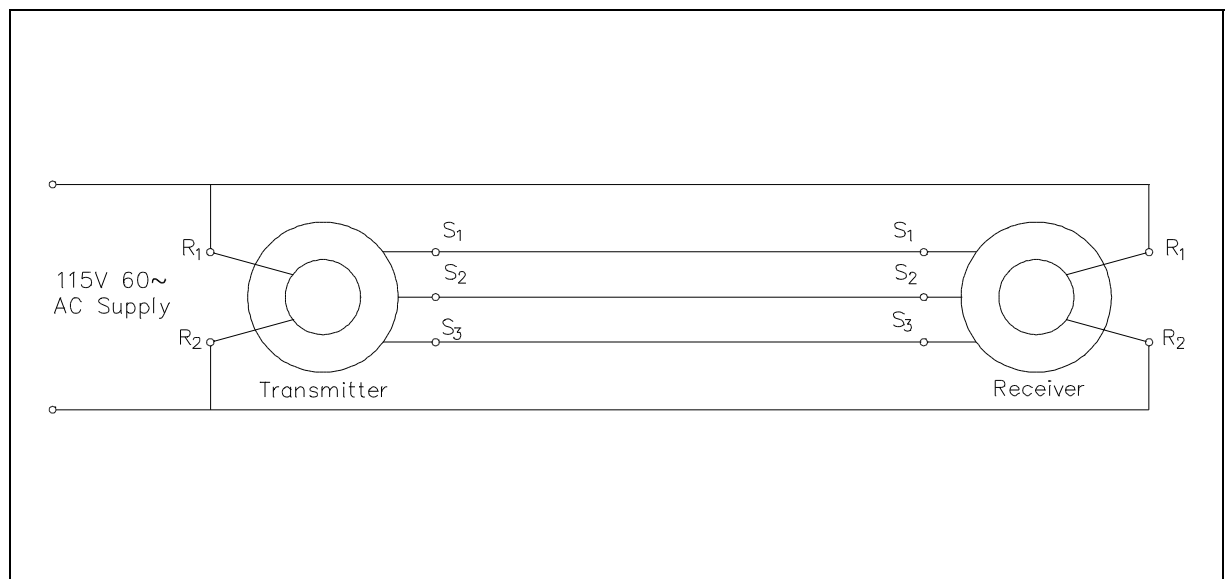 S₁
S₁
R₁
R₁
115V 60~
S₂
S₂
AC Supply
R₂
S₃
S₃
R₂
Transmitter
Receiver